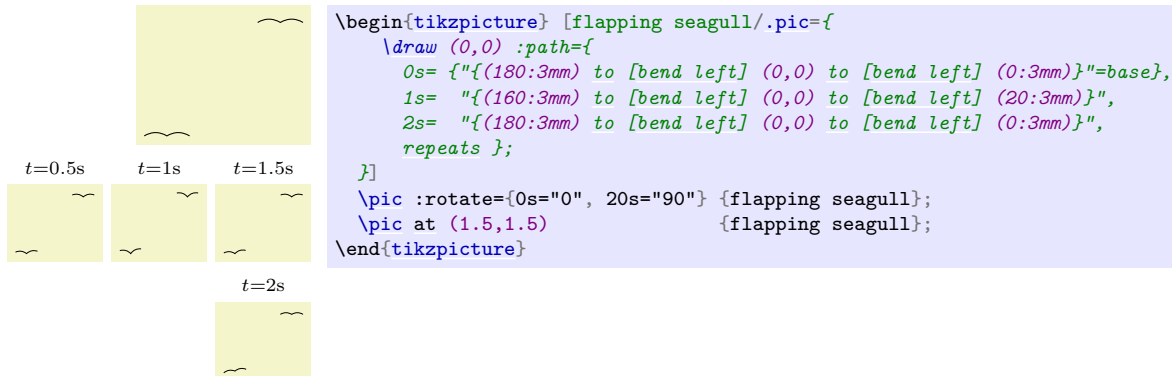 \begin{tikzpicture} [flapping seagull/.pic={
\draw (0,0) :path={
0s= {"{(180:3mm) to [bend left] (0,0) to [bend left] (0:3mm)}"=base},
1s= "{(160:3mm) to [bend left] (0,0) to [bend left] (20:3mm)}",
2s= "{(180:3mm) to [bend left] (0,0) to [bend left] (0:3mm)}",
repeats };
}]
\pic :rotate={0s="0", 20s="90"} {flapping seagull};
\pic at (1.5,1.5) {flapping seagull};
\end{tikzpicture}
t=0.5s t=1s t=1.5s
t=2s